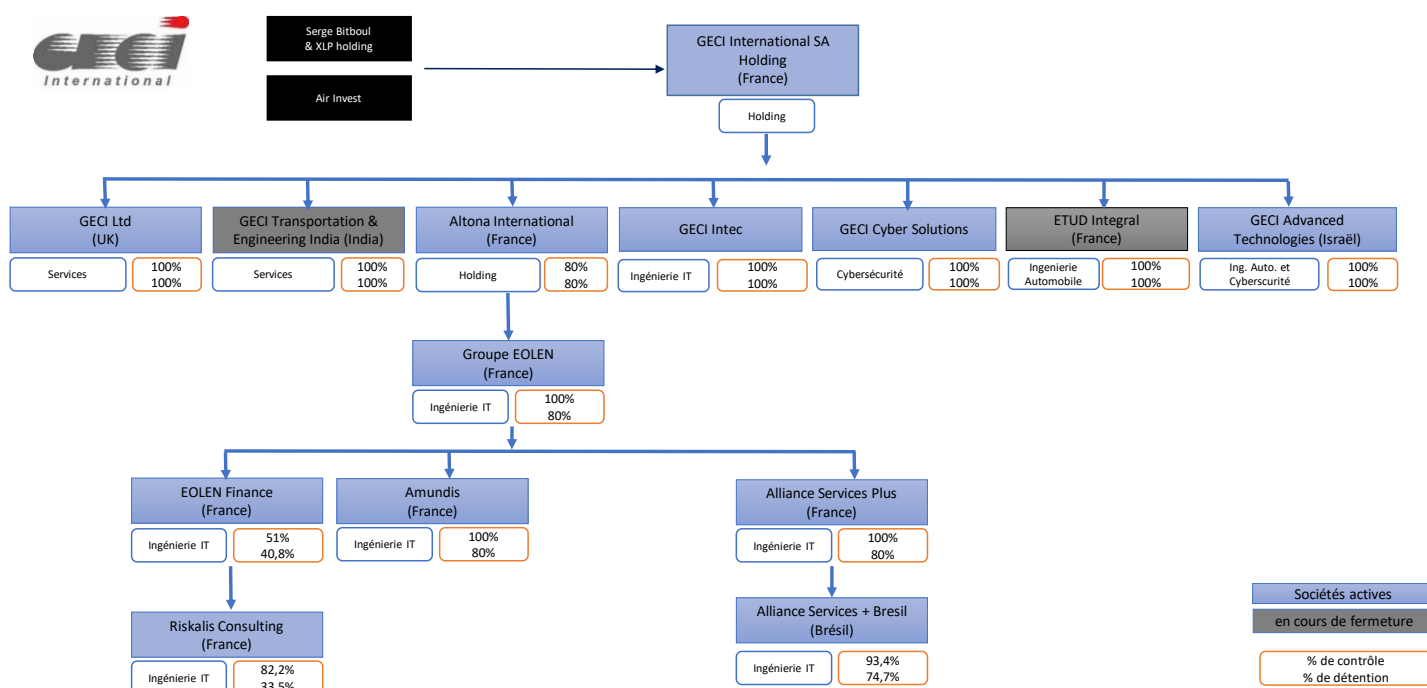 GECI
International
Serge Bitboul
& XLP holding
Air Invest
GECI International SA
Holding
(France)
Holding
GECI Ltd
(UK)
Services
100%
100%
GECI Transportation &
Engineering India (India)
Services
100%
100%
Altona International
(France)
Holding
80%
80%
GECI Intec
Ingénierie IT
100%
100%
GECI Cyber Solutions
Cybersécurité
100%
100%
ETUD Integral
(France)
Ingenierie
Automobile
100%
100%
GECI Advanced
Technologies (Israël)
Ing. Auto. et
Cyberscurité
100%
100%
Groupe EOLEN
(France)
Ingénierie IT
100%
80%
EOLEN Finance
(France)
Ingénierie IT
51%
40,8%
Amundis
(France)
Ingénierie IT
100%
80%
Alliance Services Plus
(France)
Ingénierie IT
100%
80%
Riskalis Consulting
(France)
Ingénierie IT
82,2%
33,5%
Alliance Services + Bresil
(Brésil)
Ingénierie IT
93,4%
74,7%
Sociétés actives
en cours de fermeture
% de contrôle
% de détention